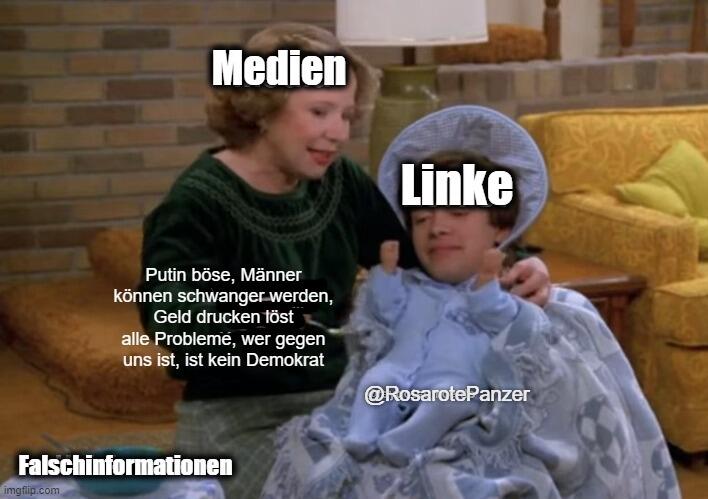 Medien
Linke
Putin böse, Männer
können schwanger werden,
Geld drucken löst
alle Probleme, wer gegen
uns ist, ist kein Demokrat
@RosarotePanzer
Falschinformationen
imgflip.com